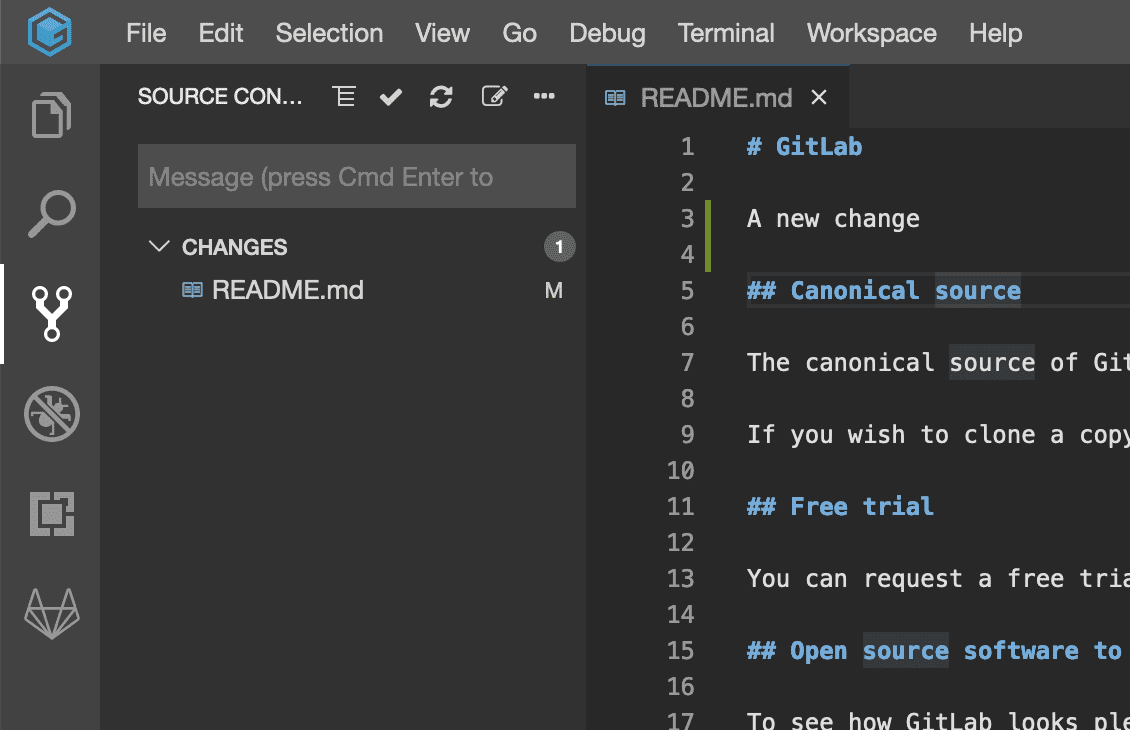 File Edit Selection View Go Debug Terminal Workspace Help
SOURCE CON...
Message (press Cmd Enter to
CHANGES 1
README.md M
README.md
1 # GitLab
2
3 A new change
4
5 ## Canonical source
6
7 The canonical source of Git
8
9 If you wish to clone a copy
10
11 ## Free trial
12
13 You can request a free tria
14
15 ## Open source software to
16
17 To see how GitLab looks ple